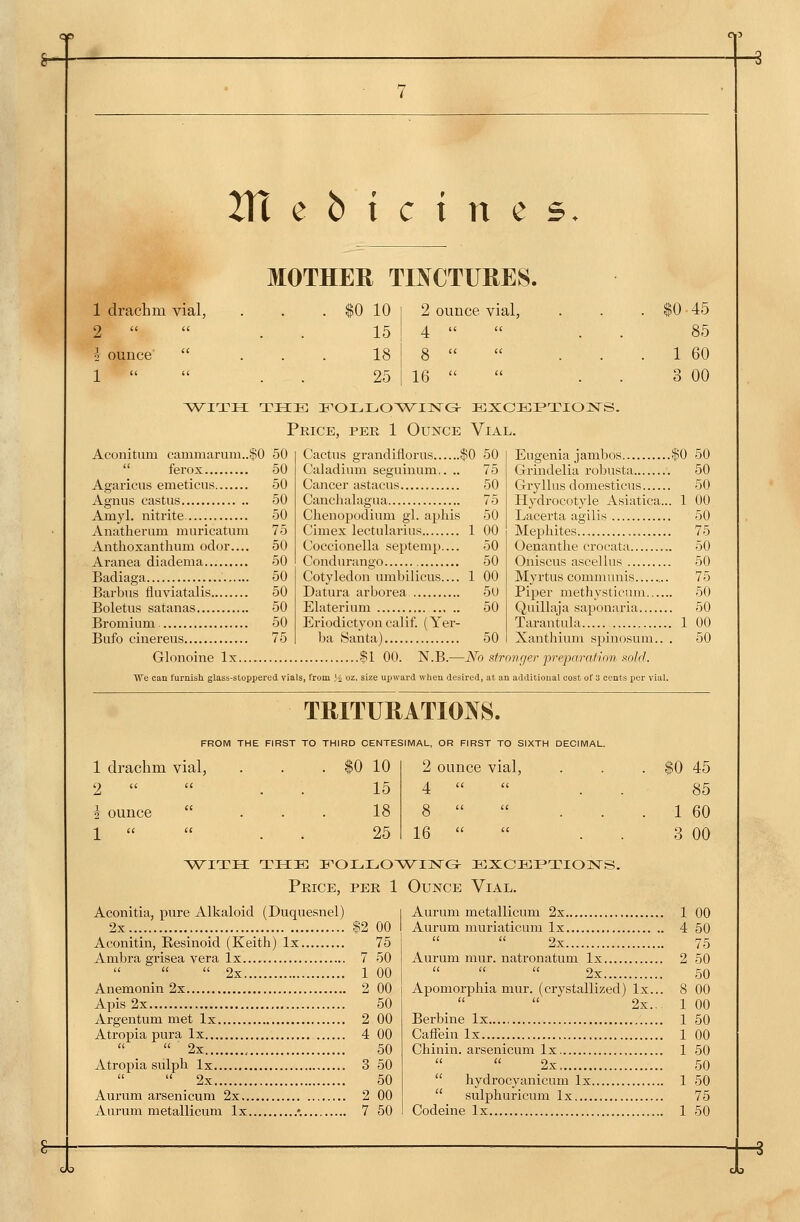 7
Medicines.
MOTHER TINCTURES.
1 drachm vial, . . . $0 10
2 " " . . 15
½ ounce " . . . 18
1 " " . . 25
2 ounce vial, . . . $0 45
4 " " . . 85
8 " " . . . 1 60
16 " " . . 3 00
WITH THE FOLLOWING EXCEPTIONS.
PRICE, PER 1 OUNCE VIAL.
Aconitum cammarum..$0 50
" ferox......... 50
Agaricus emeticus....... 50
Agnus castus............ .. 50
Amyl. nitrite............. 50
Anatherum muricatum 75
Anthoxanthum odor.... 50
Aranea diadema......... 50
Badiaga.................... 50
Barbus fluviatalis........ 50
Boletus satanas.......... 50
Bromium ................. 50
Bufo cinereus............. 75
Cactus grandiflorus......$0 50
Caladium seguinum.. .. 75
Cancer astacus............ 50
Canchalagua............... 75
Chenopodium gl. aphis 50
Cimex lectularius........ 1 00
Coccionella septemp.... 50
Condurango............... 50
Cotyledon umbilicus.... 1 00
Datura arborea .......... 50
Elaterium ............ ... .. 50
Eriodictyon calif. (Yer-
ba Santa)................ 50
Eugenia jambos..........$0 50
Grindelia robusta........ 50
Gryllus domesticus...... 50
Hydrocotyle Asiatica... 1 00
Lacerta agilis ............. 50
Mephites.................... 75
Oenanthe crocata......... 50
Oniscus ascellus .......... 50
Myrtus communis....... 75
Piper methysticum...... 50
Quillaja saponaria....... 50
Tarantula..... ............. 1 00
Xanthium spinosum.. . 50
Glonoine 1x..............................$1 00. N.B.—No stronger preparation sold.
We can furnish glass-stoppered vials, from ½ oz. size upward when desired, at an additional cost of 3 cents per vial.
TRITURATIONS.
FROM THE FIRST TO THIRD CENTESIMAL, OR FIRST TO SIXTH DECIMAL.
1 drachm vial, . . . $0 10
2 " " . . 15
½ ounce " . . . 18
1 " " . . 25
2 ounce vial, . . . $0 45
4 " " . . 85
8 " " . . . 1 60
16 " " . . 3 00
WITH THE FOLLOWING EXCEPTIONS.
PRICE, PER 1 OUNCE VIAL.
Aconitia, pure Alkaloid (Duquesnel)
2x................................... $2 00
Aconitin, Resinoid (Keith) 1x......... 75
Ambra grisea vera 1x................... 7 50
" " " 2x................... 1 00
Anemonin 2x............................ 2 00
Apis 2x................................... 50
Argentum met 1x....................... 2 00
Atropia pura 1x......................... 4 00
" " 2x......................... 50
Atropia sulph 1x........................ 3 50
" " 2x........................ 50
Aurum arsenicum 2x................... 2 00
Aurum metallicum 1x.................. 7 50
Aurum metallicum 2x.................. 1 00
Aurum muriaticum 1x................. 4 50
" " 2x................. 75
Aurum mur. natronatum 1x........... 2 50
" " " 2x........... 50
Apomorphia mur. (crystallized) 1x... 8 00
" " 2x.. 1 00
Berbine 1x............................... 1 50
Caffein 1x................................ 1 00
Chinin. arsenicum 1x................... 1 50
" " 2x................... 50
" hydrocyanicum 1x............. 1 50
" sulphuricum 1x................. 75
Codeine 1x............................... 1 50